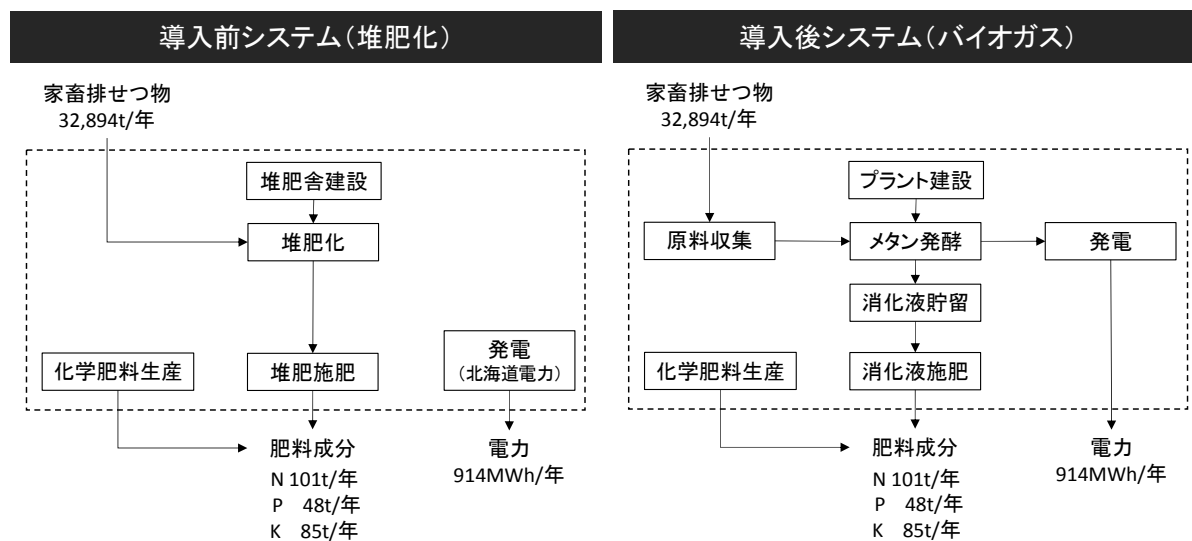 導入前システム（堆肥化）
家畜排せつ物
32,894t/年
堆肥舎建設
堆肥化
化学肥料生産
堆肥施肥
発電
（北海道電力）
肥料成分
N 101t/年
P 48t/年
K 85t/年
電力
914MWh/年
導入後システム（バイオガス）
家畜排せつ物
32,894t/年
プラント建設
原料収集
メタン発酵
発電
消化液貯留
化学肥料生産
消化液施肥
肥料成分
N 101t/年
P 48t/年
K 85t/年
電力
914MWh/年